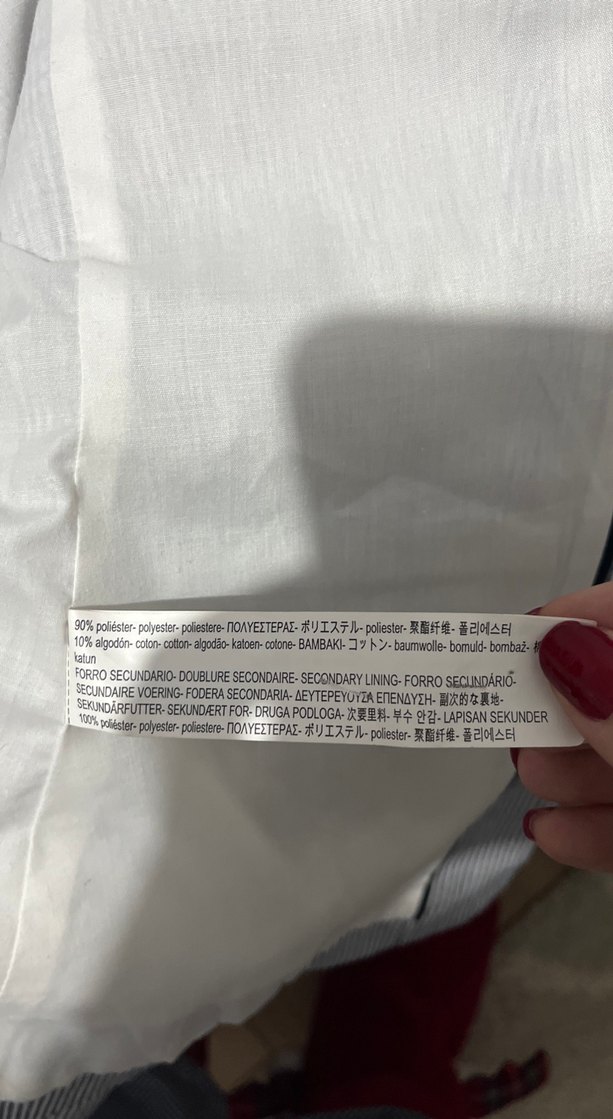 90% poliéster- polyester- poliestere- ΠΟΛΥΕΣΤΕΡΑΣ- ポリエステル- poliester- 聚酯纤维- 폴리에스터
10% algodón- coton- cotton- algodão- katoen- cotone- BAMBAKI- コットン- baumwolle- bomuld- bombaž-
katun
FORRO SECUNDARIO- DOUBLURE SECONDAIRE- SECONDARY LINING- FORRO SECUNDÁRIO-
SECUNDAIRE VOERING- FODERA SECONDARIA- ΔΕΥΤΕΡΕΥΟΥΣΑ ΕΠΕΝΔΥΣΗ- 副次的な裏地-
SEKUNDÄRFUTTER- SEKUNDÆRT FOR- DRUGA PODLOGA- 次要里料- 부수 안감- LAPISAN SEKUNDER
100% poliéster- polyester- poliestere- ΠΟΛΥΕΣΤΕΡΑΣ- ポリエステル- poliester- 聚酯纤维- 폴리에스터